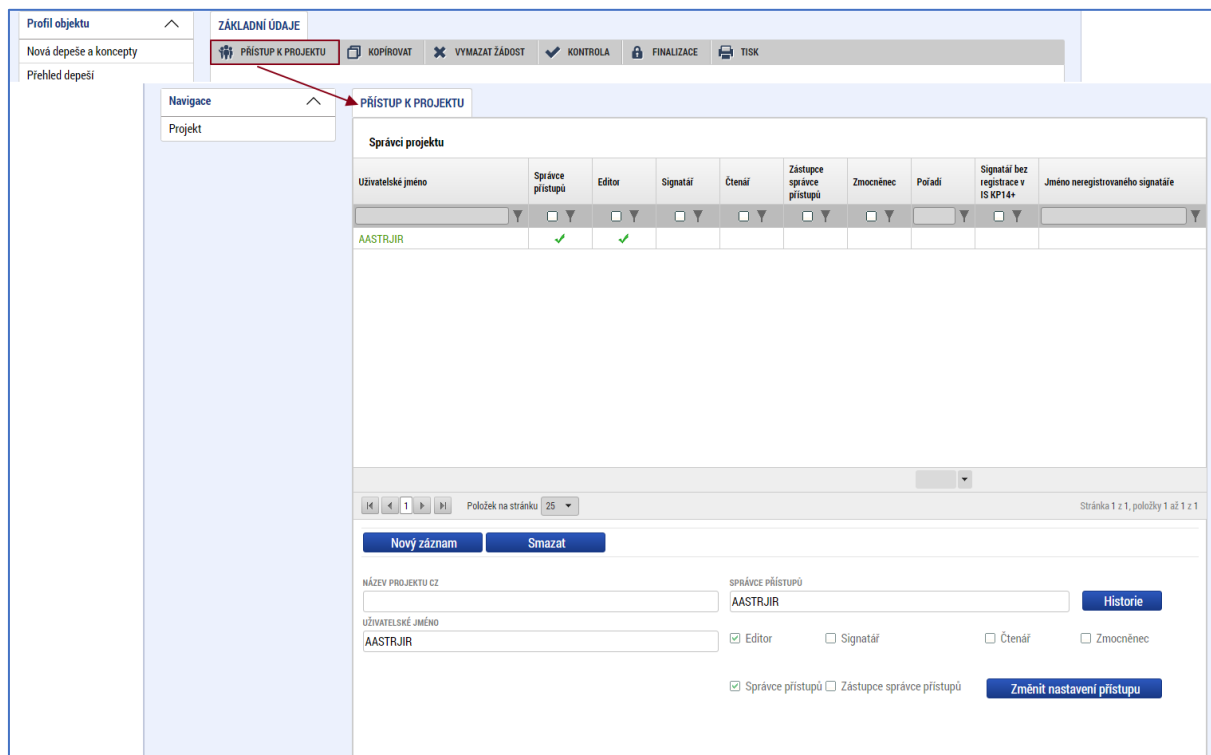 Profil objektu
ZÁKLADNÍ ÚDAJE
Nová depeše a koncepty
PŘÍSTUP K PROJEKTU KOPÍROVAT VYMAZAT ŽÁDOST KONTROLA FINALIZACE TISK
Přehled depeší
Navigace
Projekt
PŘÍSTUP K PROJEKTU
Správci projektu
Uživatelské jméno
Správce
přístupů
Editor
Signatář
Čtenář
Zástupce
správce
přístupů
Zmocněnec
Pořadí
Signatář bez
registrace v
IS KP14+
Jméno neregistrovaného signatáře
AASTRJIR
1 Položek na stránku 25 Stránka 1 z 1, položky 1 až 1 z 1
Nový záznam Smazat
NÁZEV PROJEKTU CZ
SPRÁVCE PŘÍSTUPŮ
AASTRJIR
Historie
UŽIVATELSKÉ JMÉNO
AASTRJIR
Editor Signatář Čtenář Zmocněnec
Správce přístupů Zástupce správce přístupů Změnit nastavení přístupu